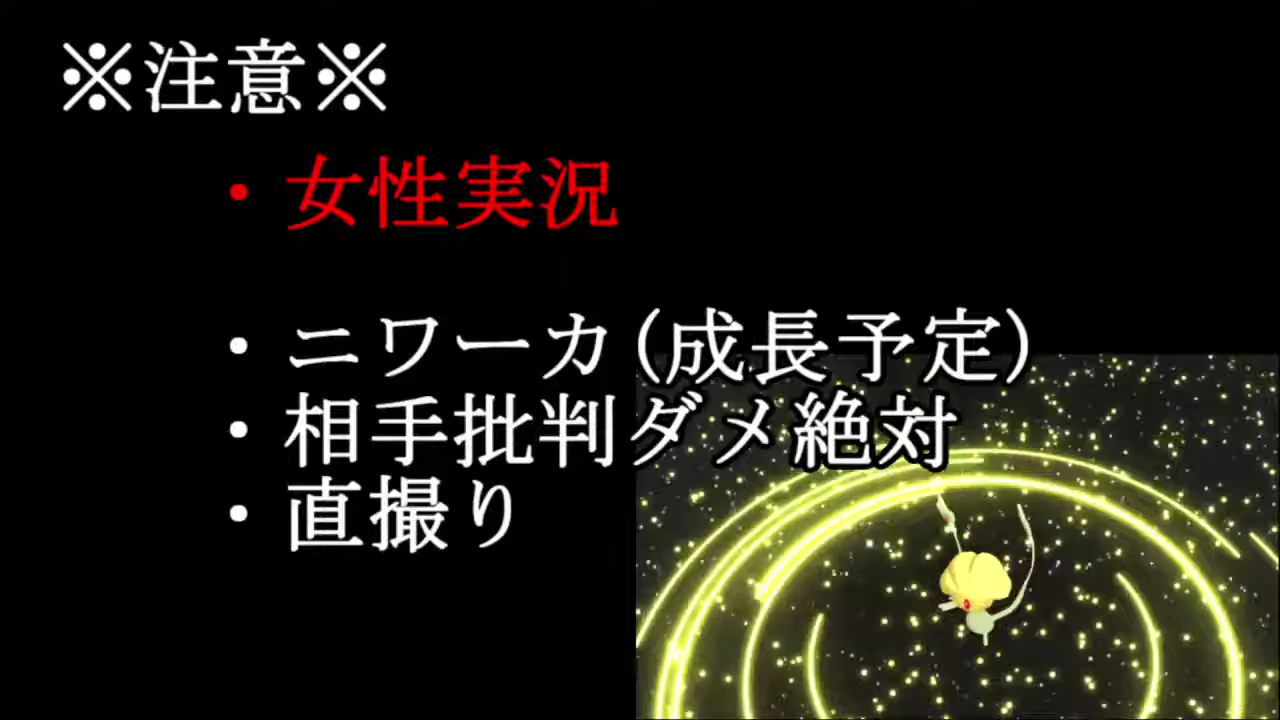 ※注意※
・女性実況
・ニワーカ(成長予定)
・相手批判ダメ絶対
・直撮り